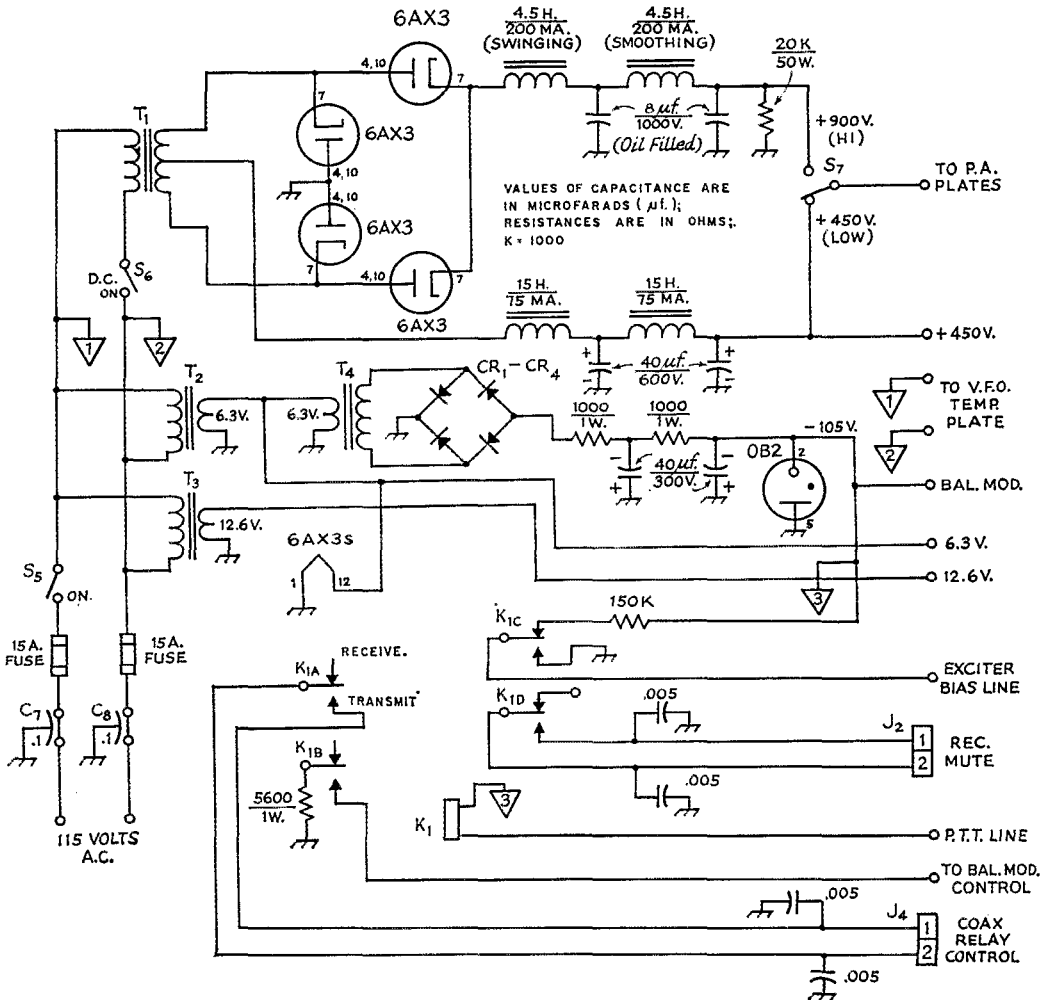 6AX3
4.5 H.
200 MA.
(SWINGING)
4.5 H.
200 MA.
(SMOOTHING)
20 K
50 W.
4,10
7
T1
7
6AX3
4,10
4,10
6AX3
7
4,10
7
6AX3
8 µf.
1000 V.
(Oil Filled)
+900 V.
(HI)
S7
TO P.A.
PLATES
+450 V.
(LOW)
VALUES OF CAPACITANCE ARE
IN MICROFARADS (µf.);
RESISTANCES ARE IN OHMS;
K = 1000
D.C.
ON
S6
1
2
15 H.
75 MA.
15 H.
75 MA.
+450 V.
+
-
40 µf.
600 V.
+
-
T2
6.3 V.
6.3 V.
T4
CR1-CR4
1000
1 W.
1000
1 W.
-105 V.
1
2
TO V.F.O.
TEMP.
PLATE
-
+
40 µf.
300 V.
-
+
OB2
2
5
BAL. MOD.
T3
12.6 V.
6.3 V.
12.6 V.
6AX3s
1
12
3
S5
ON.
15 A.
FUSE
15 A.
FUSE
K1C
150 K
EXCITER
BIAS LINE
RECEIVE.
K1A
TRANSMIT
K1D
.005
J2
1
2
REC.
MUTE
.005
C7
.1
C8
.1
K1B
5600
1 W.
115 VOLTS
A.C.
K1
3
P.T.T. LINE
TO BAL. MOD.
CONTROL
.005
J4
1
2
COAX
RELAY
CONTROL
.005